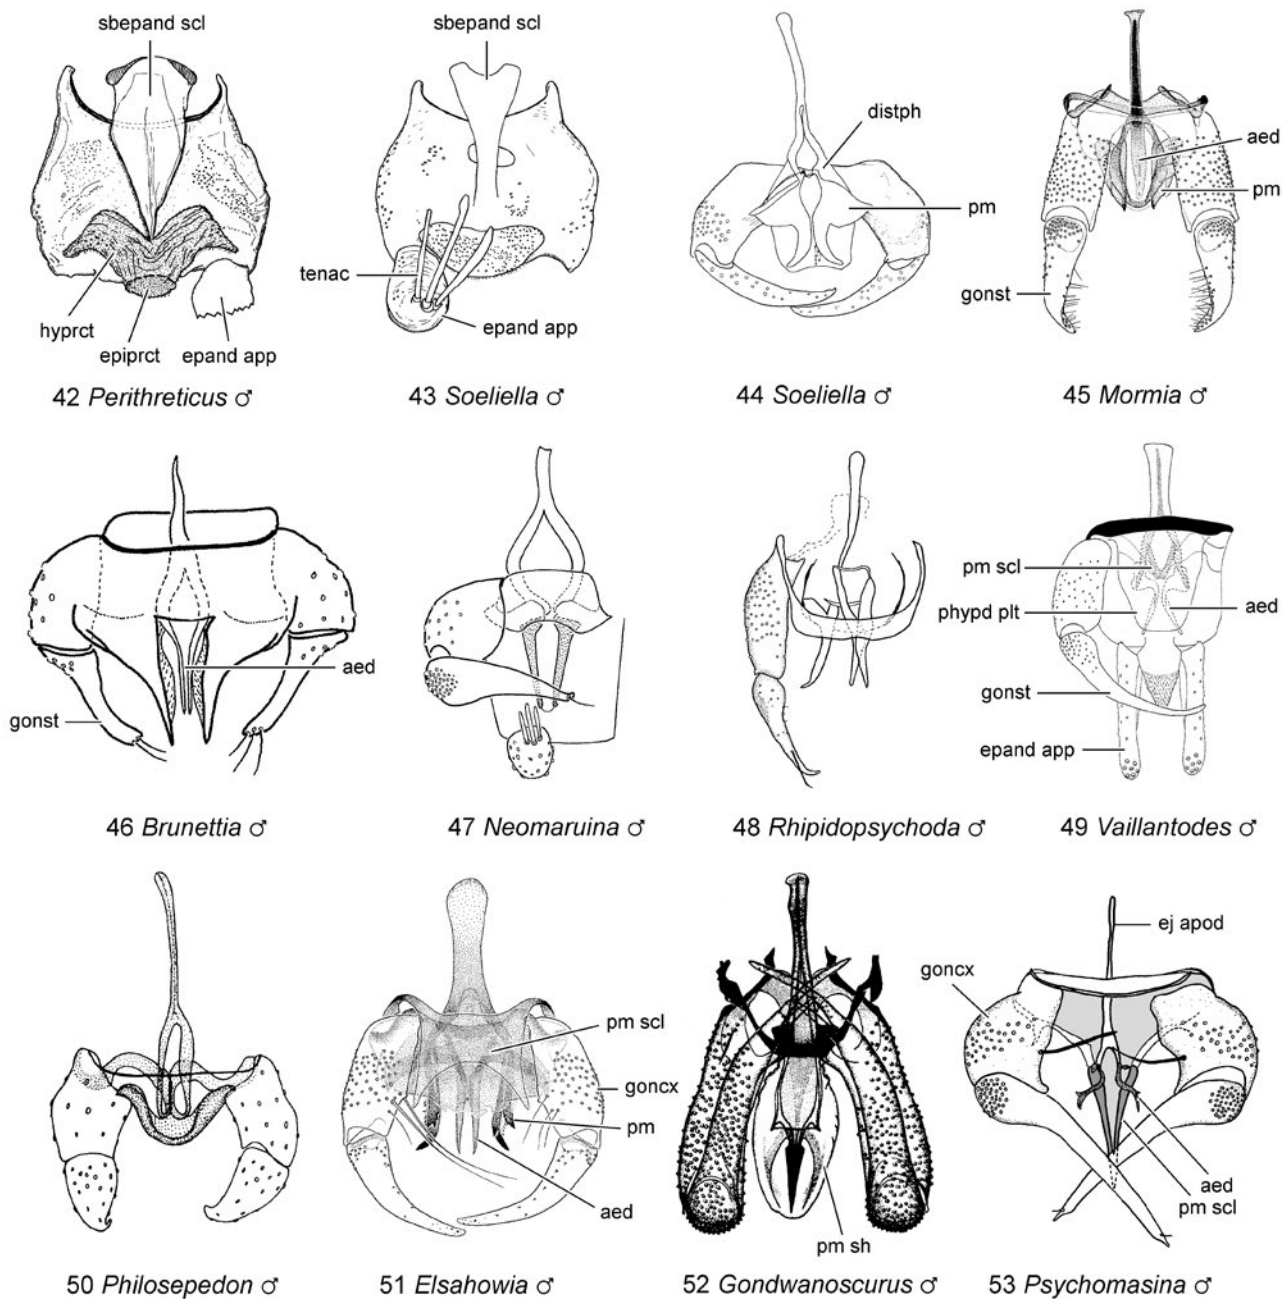 sbepand scl
sbepand scl
distph
aed
pm
pm
tenac
gonst
hyprct
epand app
epiprct epand app
42 Perithreticus ♂
43 Soeliella ♂
44 Soeliella ♂
45 Mormia ♂
pm scl
phypd plt
aed
aed
gonst
gonst
epand app
46 Brunettia ♂
47 Neomaruina ♂
48 Rhipidopsychoda ♂
49 Vaillantodes ♂
ej apod
goncx
pm scl
goncx
pm
aed
aed
pm scl
pm sh
50 Philosepedon ♂
51 Elsahowia ♂
52 Gondwanoscurus ♂
53 Psychomasina ♂